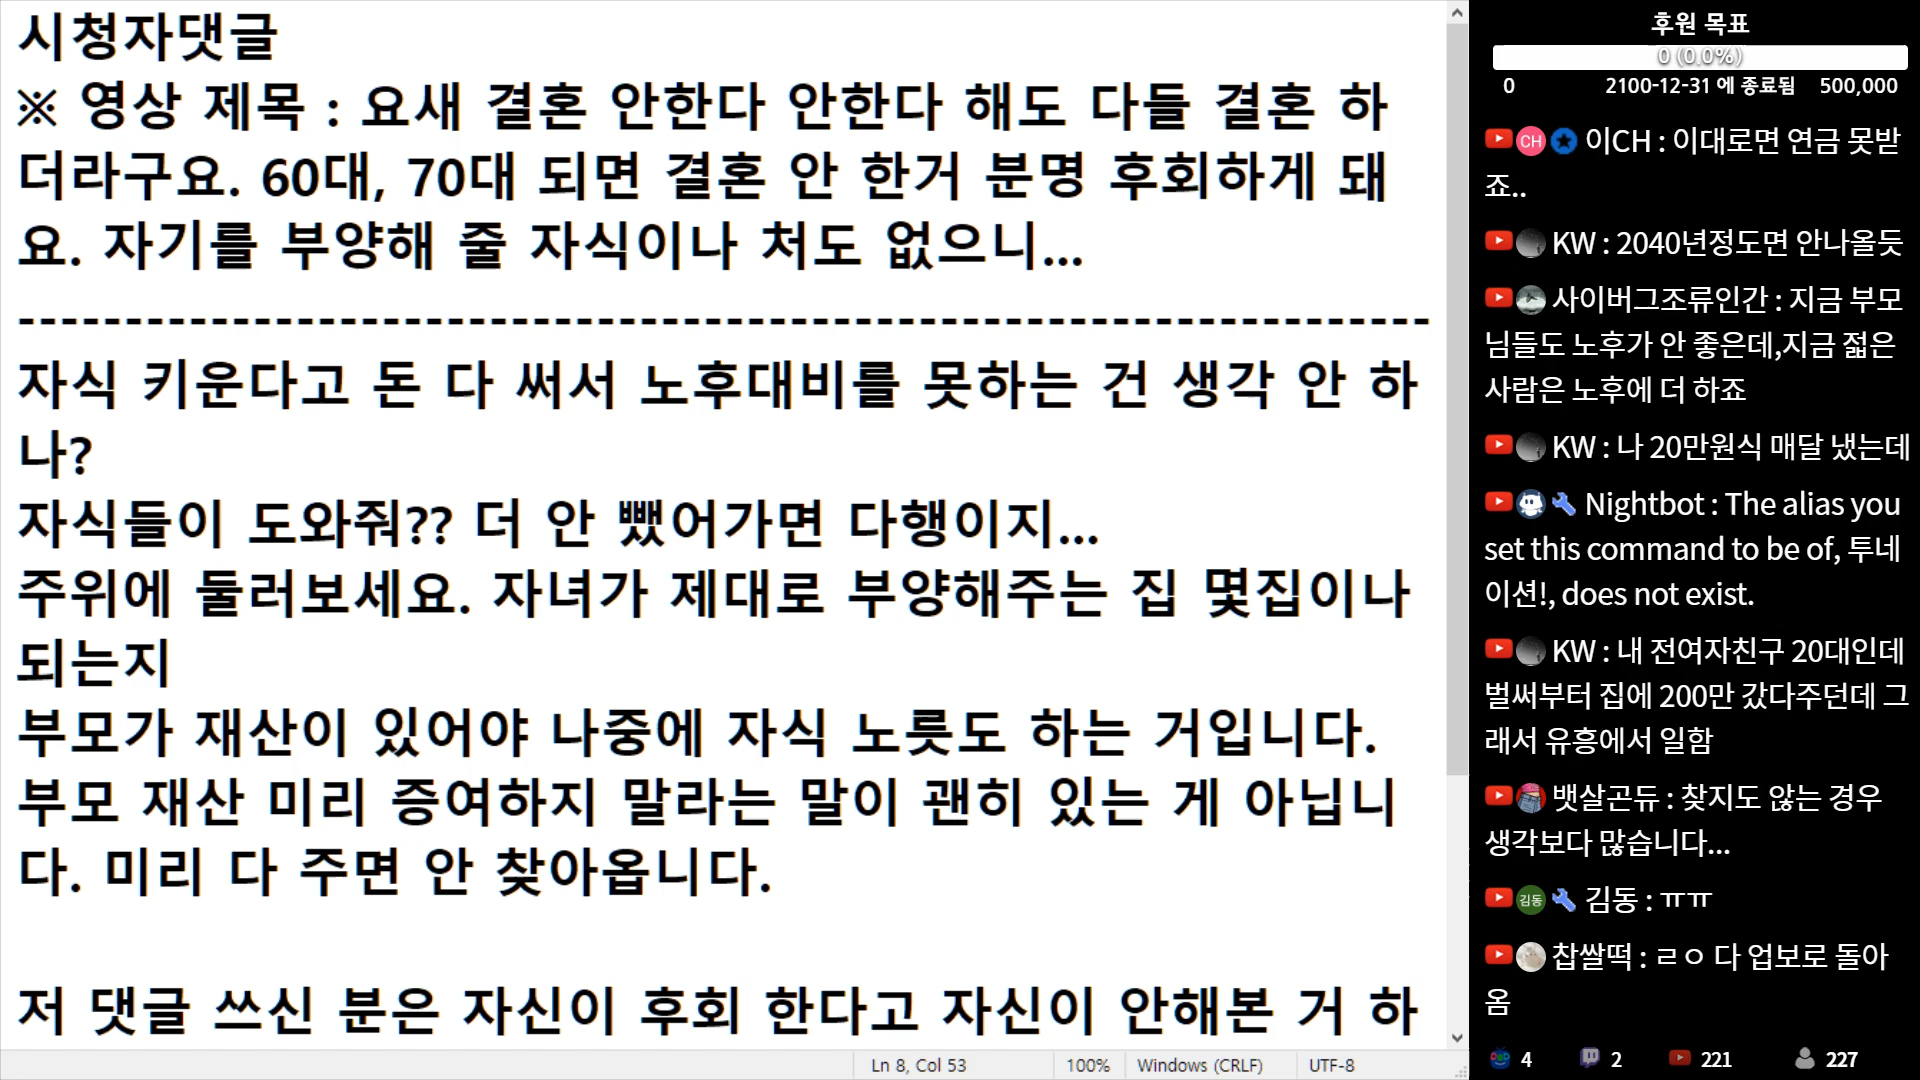 시청자댓글
※ 영상 제목 : 요새 결혼 안한다 안한다 해도 다들 결혼 하
더라구요. 60대, 70대 되면 결혼 안 한거 분명 후회하게 돼
요. 자기를 부양해 줄 자식이나 처도 없으니...
------------------------------------------------------------------
자식 키운다고 돈 다 써서 노후대비를 못하는 건 생각 안 하
나?
자식들이 도와줘?? 더 안 뺐어가면 다행이지...
주위에 둘러보세요. 자녀가 제대로 부양해주는 집 몇집이나
되는지
부모가 재산이 있어야 나중에 자식 노릇도 하는 거입니다.
부모 재산 미리 증여하지 말라는 말이 괜히 있는 게 아닙니
다. 미리 다 주면 안 찾아옵니다.
저 댓글 쓰신 분은 자신이 후회 한다고 자신이 안해본 거 하
Ln 8, Col 53
100%
Windows (CRLF)
UTF-8
후원 목표
0 (0.0%)
0 2100-12-31 에 종료됨 500,000
CH 이CH : 이대로면 연금 못받
죠..
KW : 2040년정도면 안나올듯
사이버그조류인간 : 지금 부모
님들도 노후가 안 좋은데,지금 젋은
사람은 노후에 더 하죠
KW : 나 20만원식 매달 냈는데
Nightbot : The alias you
set this command to be of, 투네
이션!, does not exist.
KW : 내 전여자친구 20대인데
벌써부터 집에 200만 갔다주던데 그
래서 유흥에서 일함
뱃살곤듀 : 찾지도 않는 경우
생각보다 많습니다...
김동 김동 : ㅠㅠ
찹쌀떡 : ㄹㅇ 다 업보로 돌아
옴
4 2 221 227